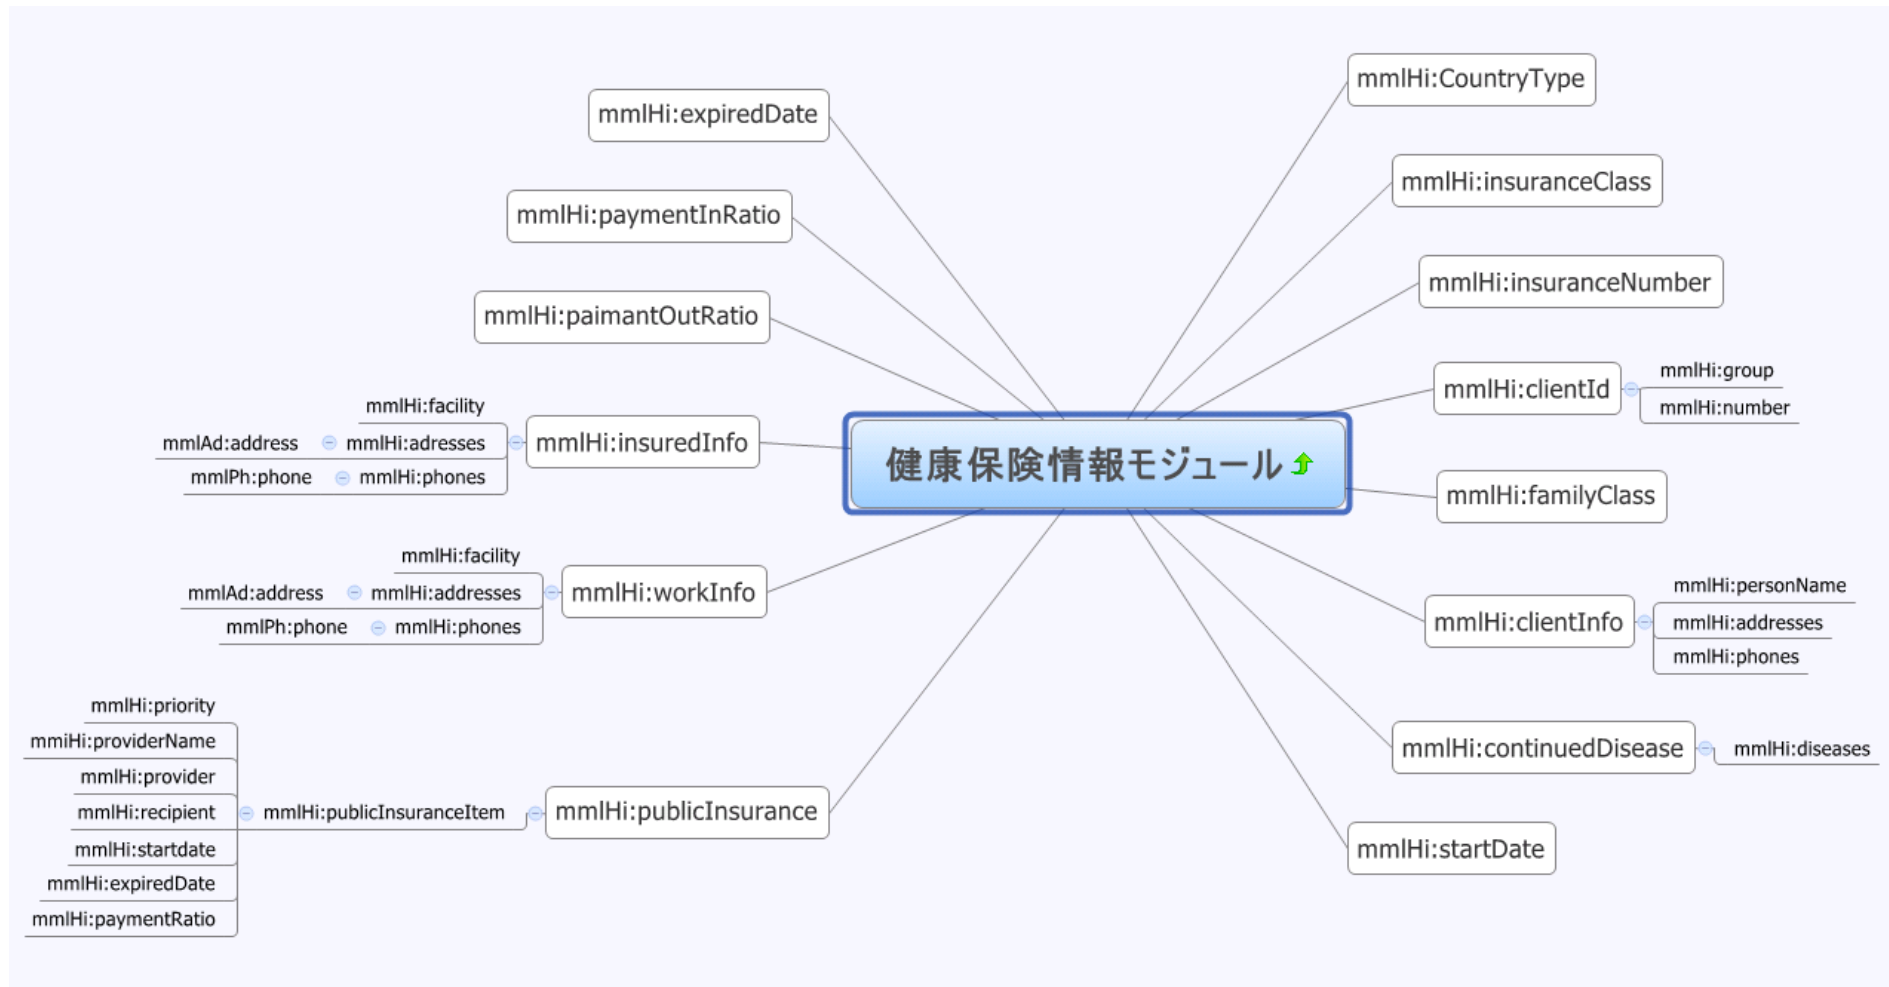 健康保険情報モジュール
mmlHi:CountryType
mmlHi:insuranceClass
mmlHi:insuranceNumber
mmlHi:clientId
mmlHi:group
mmlHi:number
mmlHi:familyClass
mmlHi:clientInfo
mmlHi:personName
mmlHi:addresses
mmlHi:phones
mmlHi:continuedDisease
mmlHi:diseases
mmlHi:startDate
mmlHi:expiredDate
mmlHi:paymentInRatio
mmlHi:paimantOutRatio
mmlHi:insuredInfo
mmlHi:facility
mmlHi:adresses
mmlAd:address
mmlHi:phones
mmlPh:phone
mmlHi:workInfo
mmlHi:facility
mmlHi:addresses
mmlAd:address
mmlHi:phones
mmlPh:phone
mmlHi:publicInsurance
mmlHi:publicInsuranceItem
mmlHi:priority
mmiHi:providerName
mmlHi:provider
mmlHi:recipient
mmlHi:startdate
mmlHi:expiredDate
mmlHi:paymentRatio